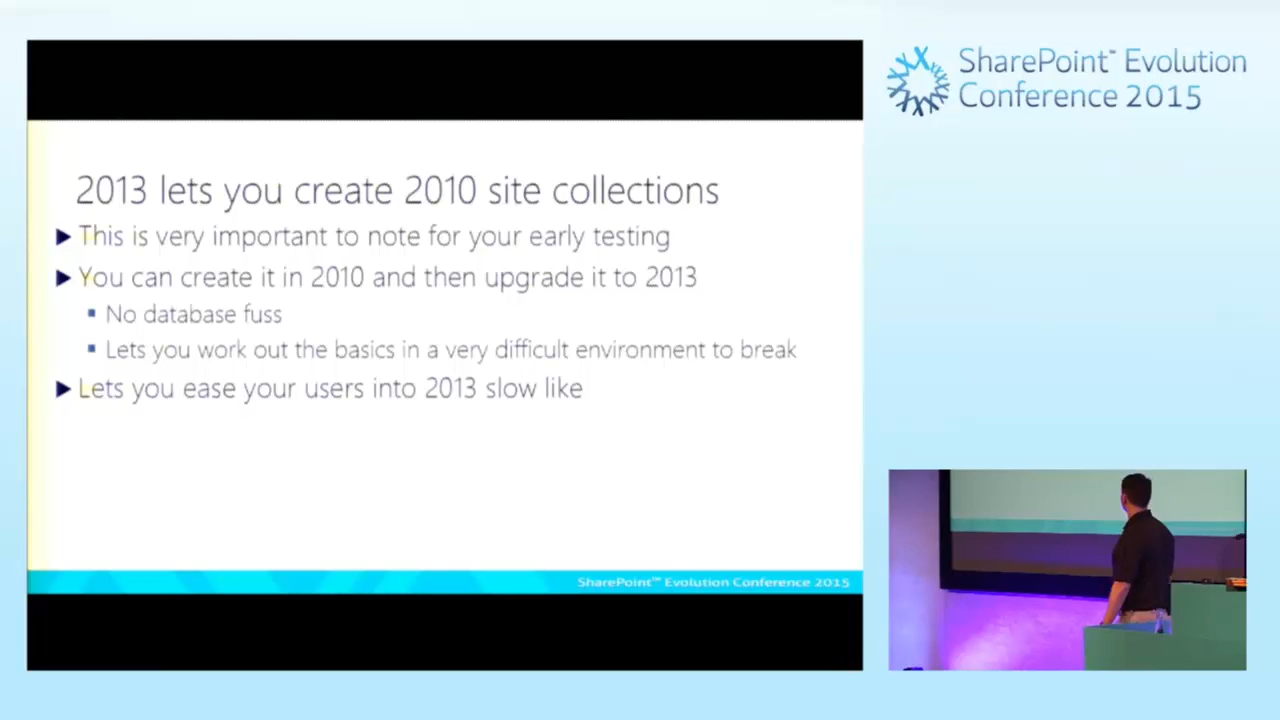 SharePoint™ Evolution
Conference 2015
2013 lets you create 2010 site collections
This is very important to note for your early testing
You can create it in 2010 and then upgrade it to 2013
No database fuss
Lets you work out the basics in a very difficult environment to break
Lets you ease your users into 2013 slow like
SharePoint™ Evolution Conference 2015